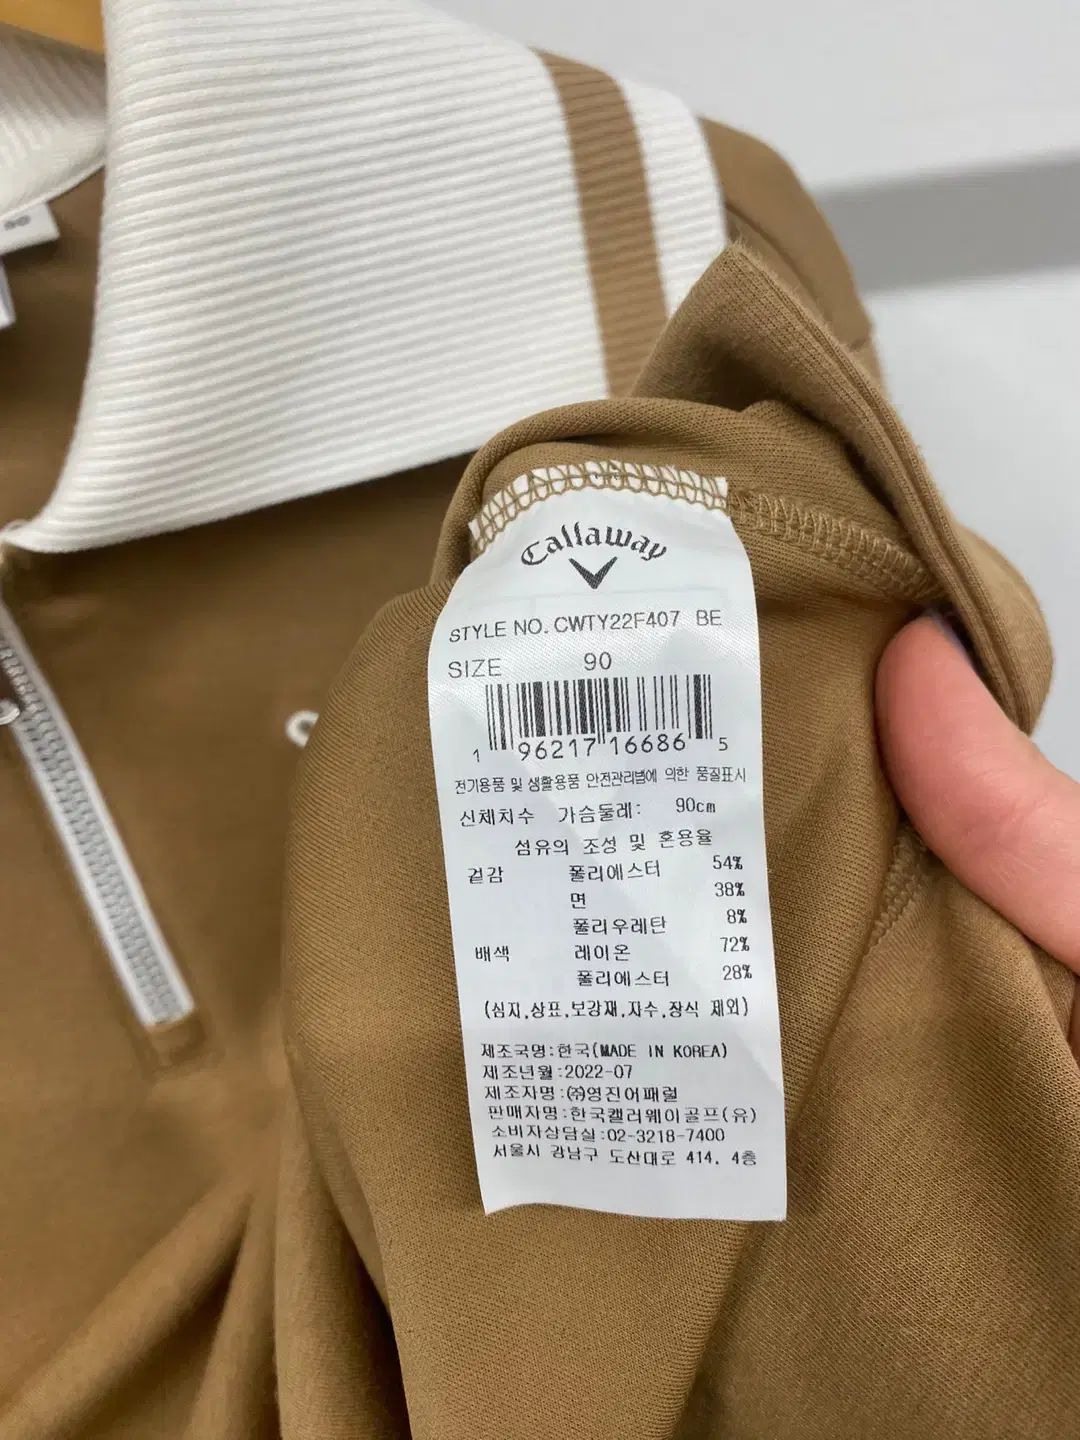 90
Callaway
STYLE NO. CWTY22F407 BE
SIZE 90
1 96217 16686 5
전기용품 및 생활용품 안전관리법에 의한 품질표시
신체치수 가슴둘레: 90cm
섬유의 조성 및 혼용율
겉감 폴리에스터 54%
면 38%
폴리우레탄 8%
배색 레이온 72%
폴리에스터 28%
(심지,상표,보강재,자수,장식 제외)
제조국명:한국(MADE IN KOREA)
제조년월:2022-07
제조자명:㈜영진어패럴
판매자명:한국캘러웨이골프(유)
소비자상담실:02-3218-7400
서울시 강남구 도산대로 414. 4층